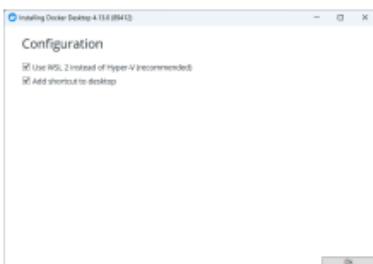 Installing Docker Desktop 4.13.0 (89412)
Configuration
Use WSL 2 instead of Hyper-V (recommended)
Add shortcut to desktop
Ok